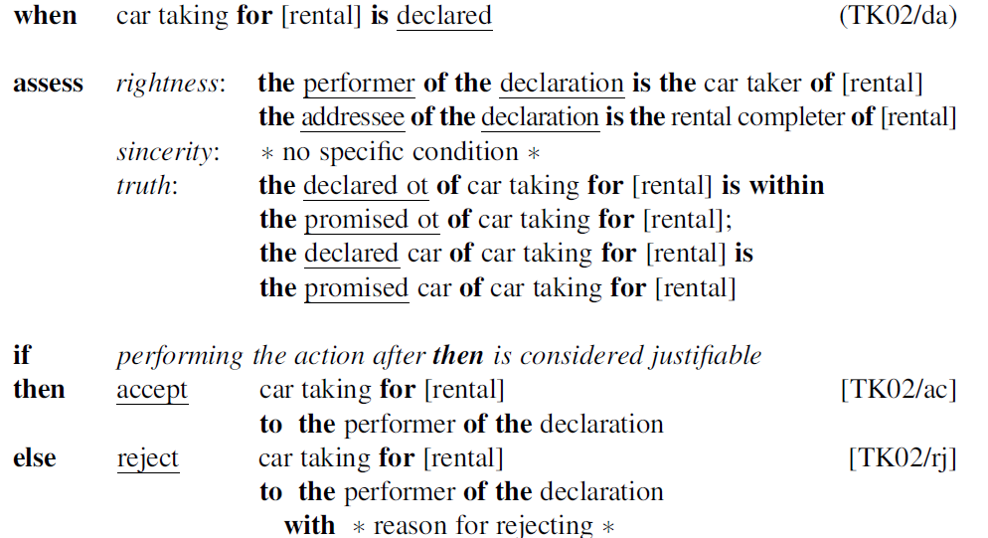 when car taking for [rental] is declared (TK02/da)
assess rightness: the performer of the declaration is the car taker of [rental]
the addressee of the declaration is the rental completer of [rental]
sincerity: * no specific condition *
truth: the declared ot of car taking for [rental] is within
the promised ot of car taking for [rental];
the declared car of car taking for [rental] is
the promised car of car taking for [rental]
if performing the action after then is considered justifiable
then accept car taking for [rental] [TK02/ac]
to the performer of the declaration
else reject car taking for [rental] [TK02/rj]
to the performer of the declaration
with * reason for rejecting *